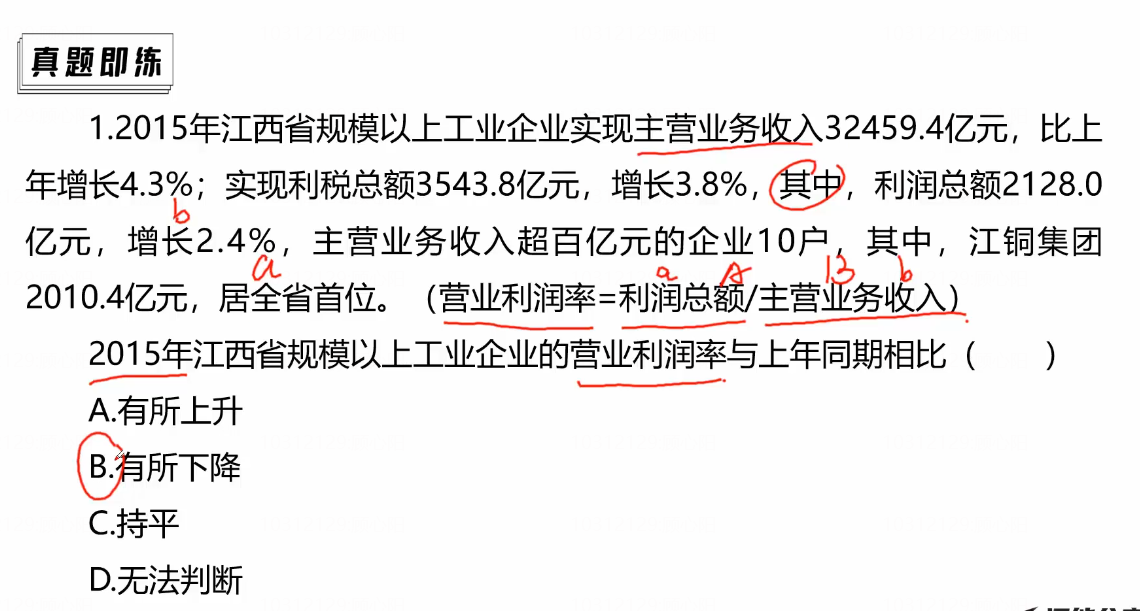 真题即练
1.2015年江西省规模以上工业企业实现主营业务收入32459.4亿元，比上
年增长4.3%；实现利税总额3543.8亿元，增长3.8%，其中，利润总额2128.0
b
亿元，增长2.4%，主营业务收入超百亿元的企业10户，其中，江铜集团
a a A B b
2010.4亿元，居全省首位。（营业利润率=利润总额/主营业务收入）
2015年江西省规模以上工业企业的营业利润率与上年同期相比（  ）
A.有所上升
B.有所下降
C.持平
D.无法判断